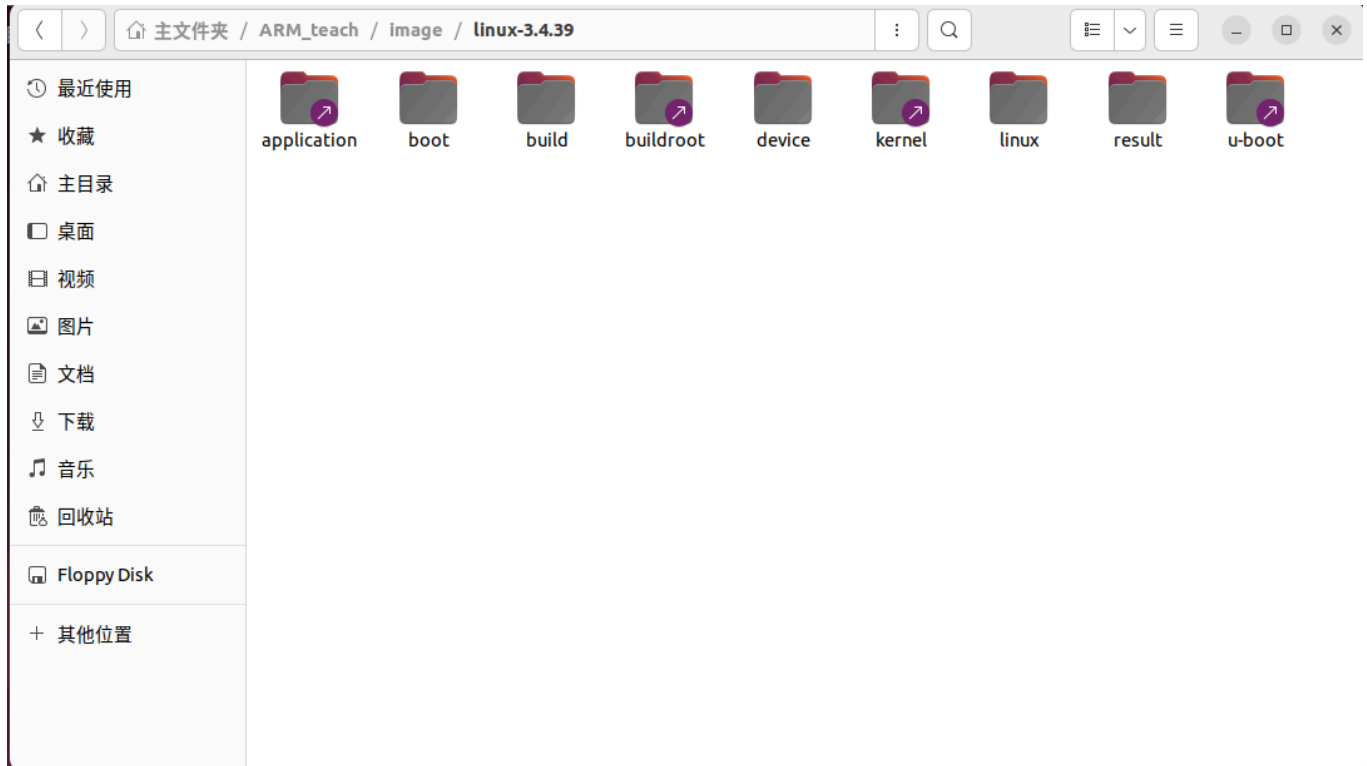 主文件夹 / ARM_teach / image / linux-3.4.39
最近使用
收藏
主目录
桌面
视频
图片
文档
下载
音乐
回收站
Floppy Disk
其他位置
application boot build buildroot device kernel linux result u-boot